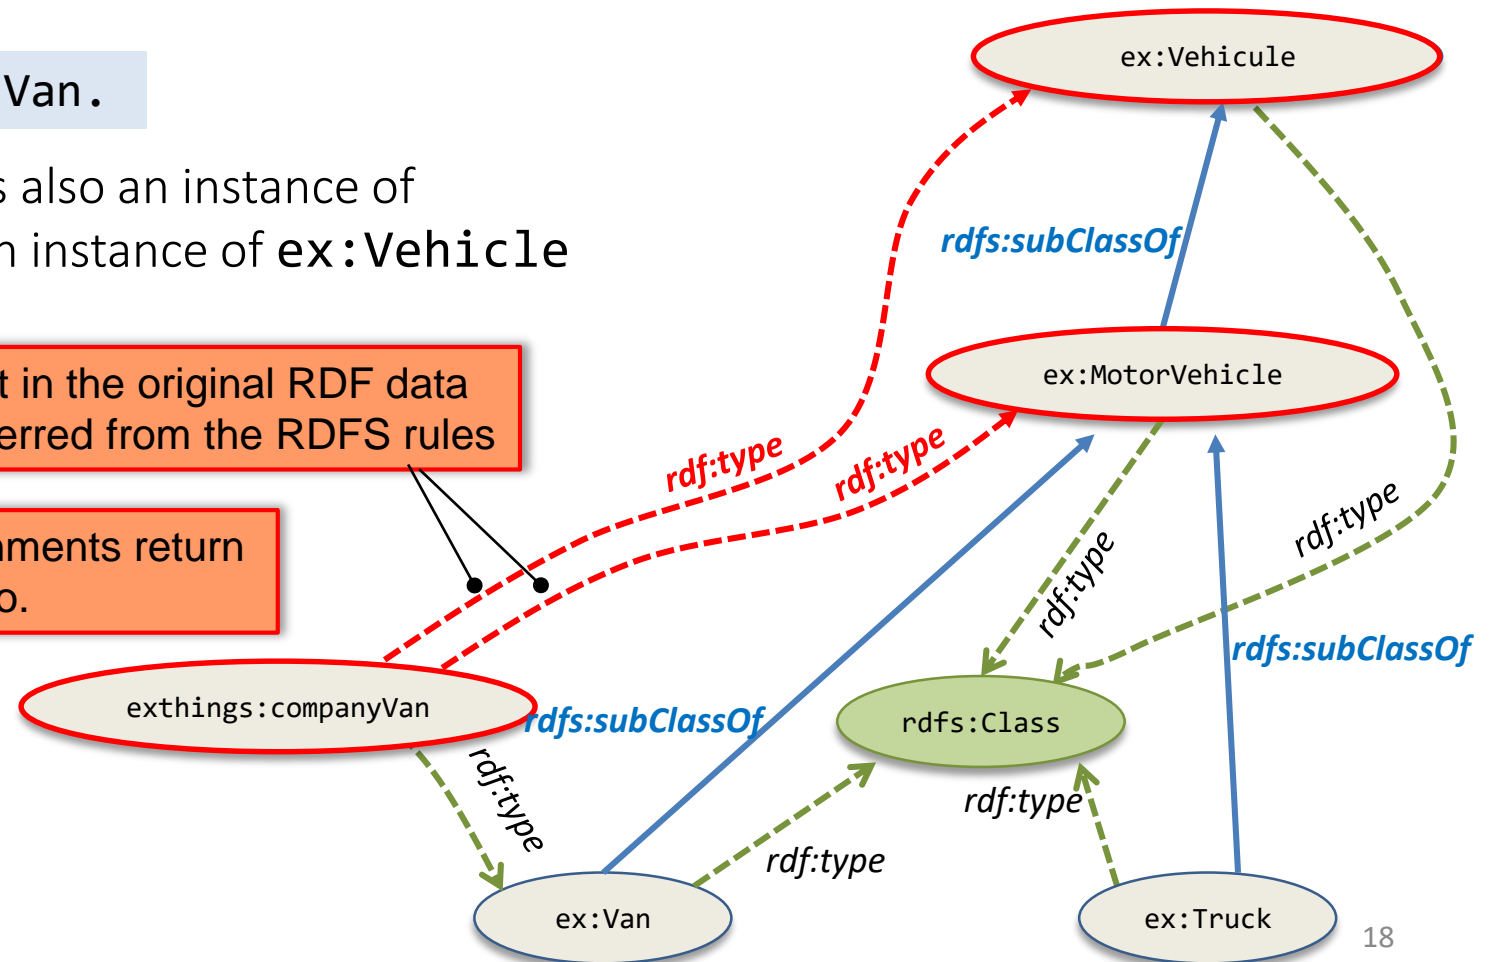 Van.
s also an instance of
n instance of ex:Vehicle
t in the original RDF data
erred from the RDFS rules
nments return
o.
ex:Vehicule
rdfs:subClassOf
ex:MotorVehicle
rdf:type
rdf:type
rdf:type
rdf:type
rdfs:subClassOf
exthings:companyVan
rdfs:subClassOf
rdfs:Class
rdf:type
rdf:type
rdf:type
ex:Van
ex:Truck
18